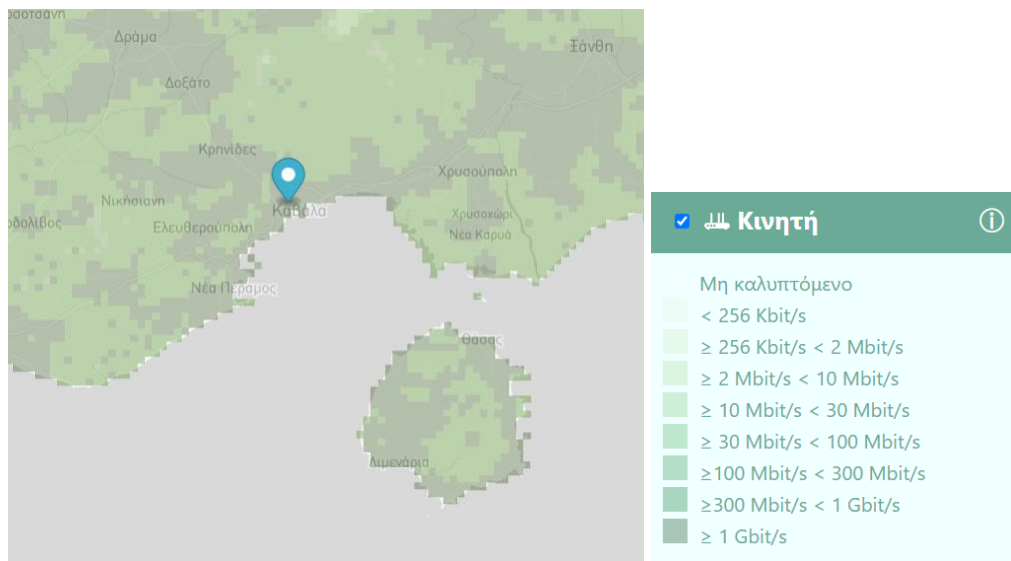 Δράμα
Ξάνθη
Δοξάτο
Κρηνίδες
Χρυσούπολη
Νικήσιανη
Καβάλα
Χρυσοχώρι
Ελευθερούπολη
Νέα Καρυά
Νέα Πέραμος
Θάσος
Λιμενάρια
Κινητή
Μη καλυπτόμενο
< 256 Kbit/s
≥ 256 Kbit/s < 2 Mbit/s
≥ 2 Mbit/s < 10 Mbit/s
≥ 10 Mbit/s < 30 Mbit/s
≥ 30 Mbit/s < 100 Mbit/s
≥100 Mbit/s < 300 Mbit/s
≥300 Mbit/s < 1 Gbit/s
≥ 1 Gbit/s